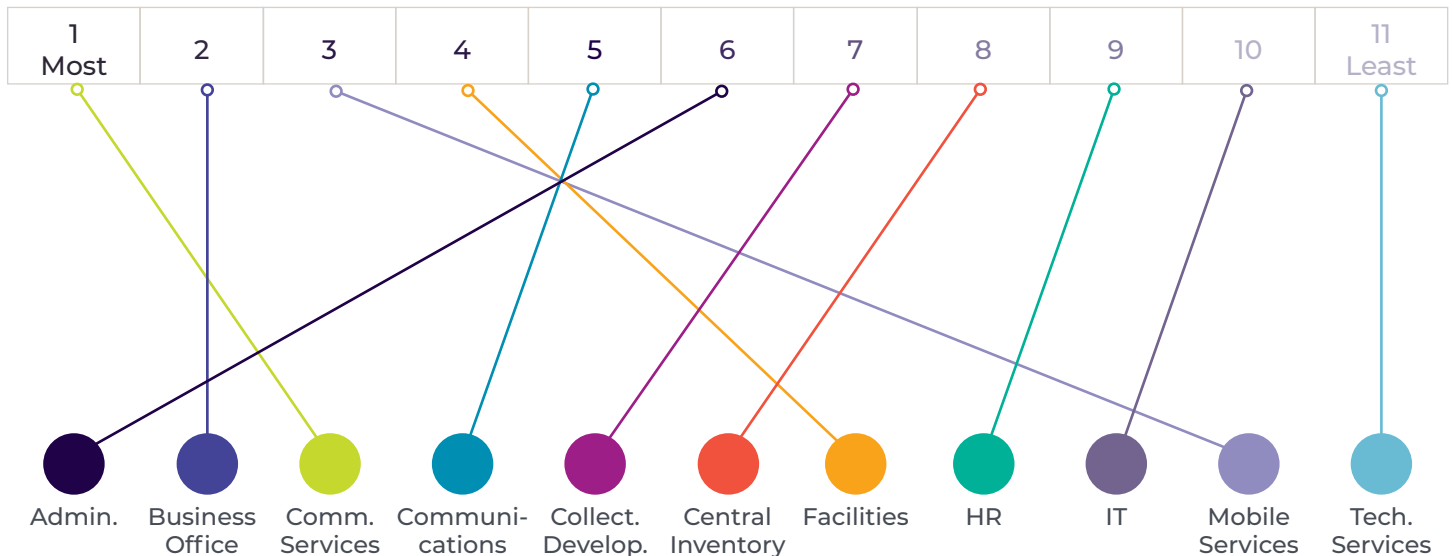 1 Most
2
3
4
5
6
7
8
9
10
11 Least
Admin.
Business
Office
Comm.
Services
Communi-
cations
Collect.
Develop.
Central
Inventory
Facilities
HR
IT
Mobile
Services
Tech.
Services